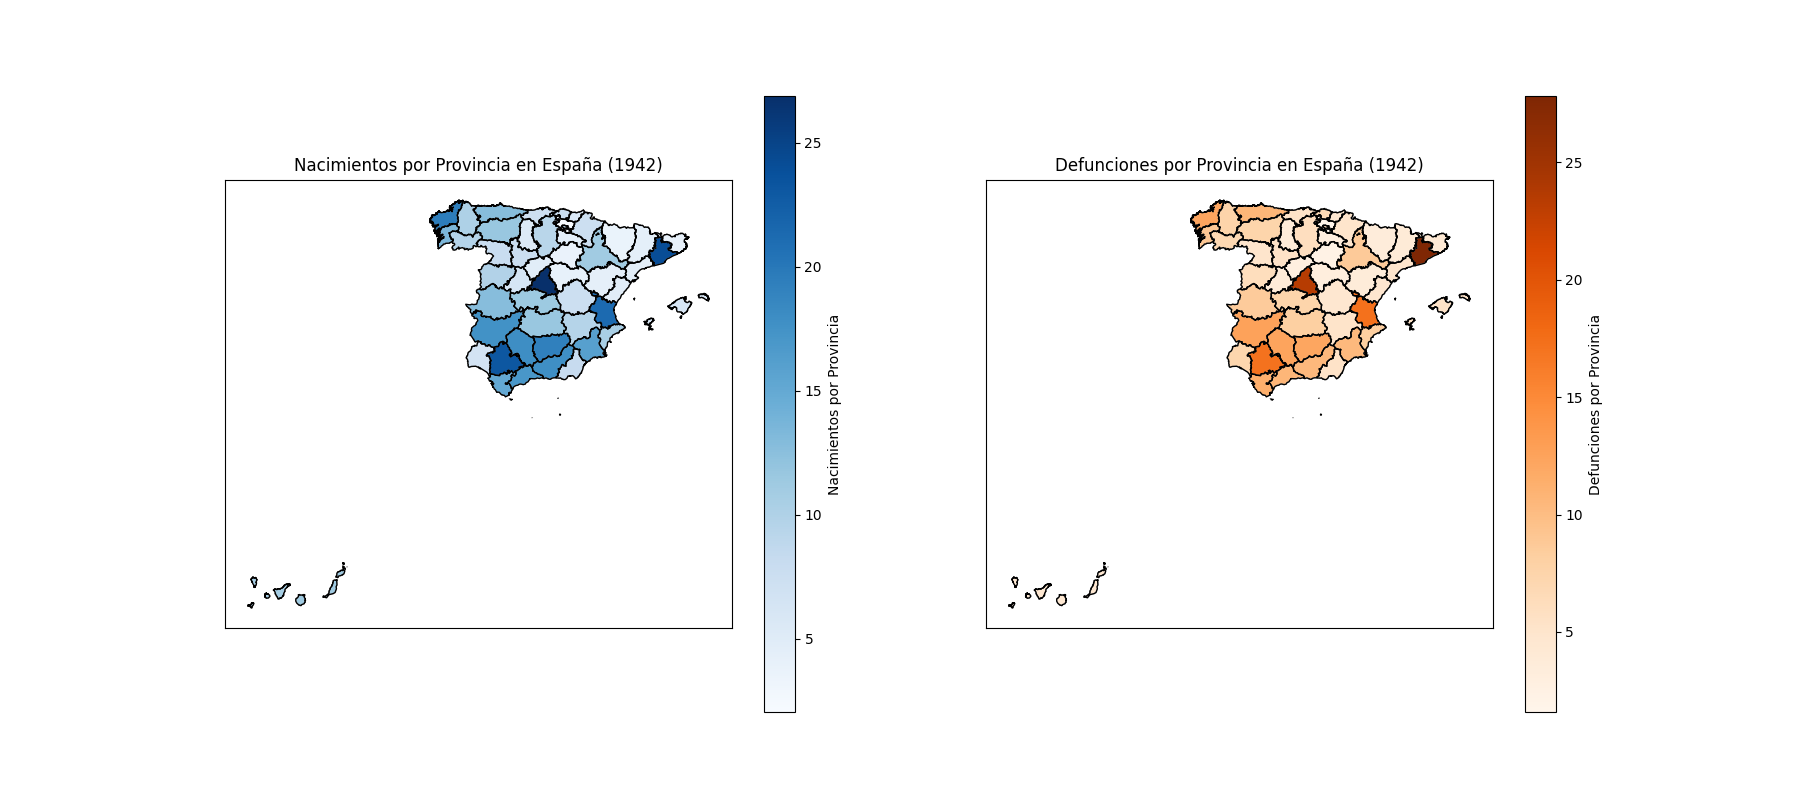 Nacimientos por Provincia en España (1942)
25
20
15
10
5
Nacimientos por Provincia
Defunciones por Provincia en España (1942)
25
20
15
10
5
Defunciones por Provincia